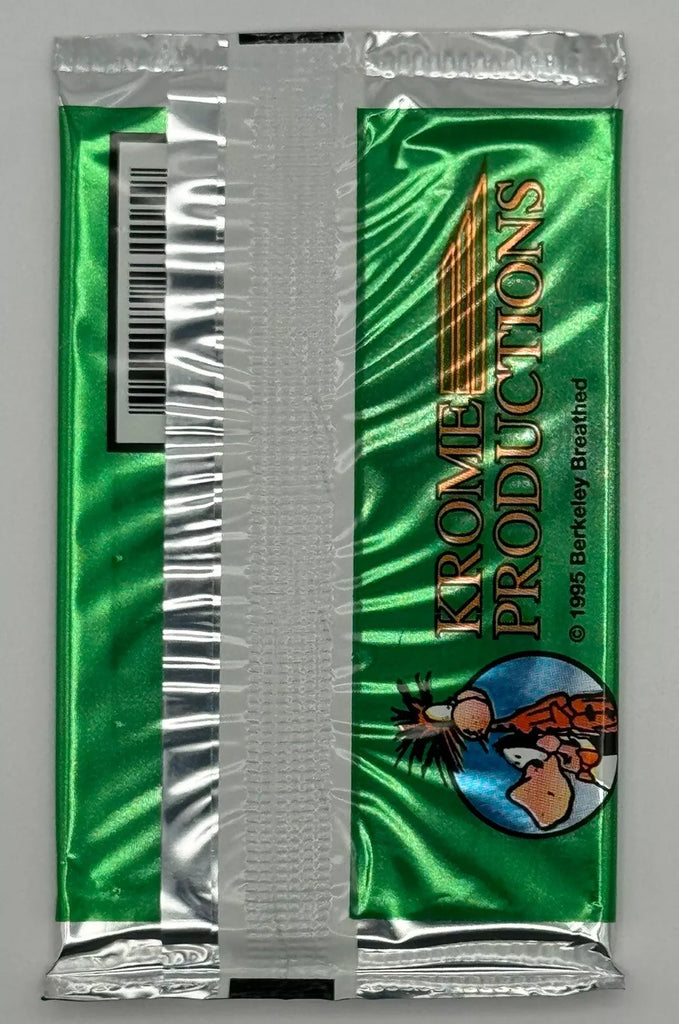 KROME
PRODUCTIONS
© 1995 Berkeley Breathed